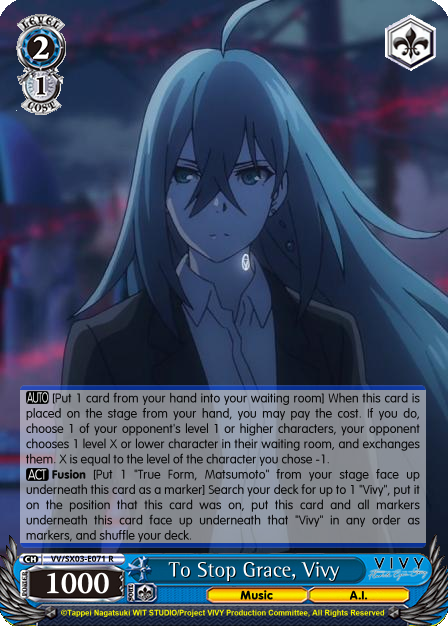 LEVEL
2
1
COST
AUTO [Put 1 card from your hand into your waiting room] When this card is
placed on the stage from your hand, you may pay the cost. If you do,
choose 1 of your opponent's level 1 or higher characters, your opponent
chooses 1 level X or lower character in their waiting room, and exchanges
them. X is equal to the level of the character you chose -1.
ACT Fusion [Put 1 "True Form, Matsumoto" from your stage face up
underneath this card as a marker] Search your deck for up to 1 "Vivy", put it
on the position that this card was on, put this card and all markers
underneath this card face up underneath that "Vivy" in any order as
markers, and shuffle your deck.
CH VV/SX03-E071 R
VIVY
POWER 1000 SOUL To Stop Grace, Vivy
Music A.I.
©Tappei Nagatsuki WIT STUDIO/Project VIVY Production Committee, All Rights Reserved